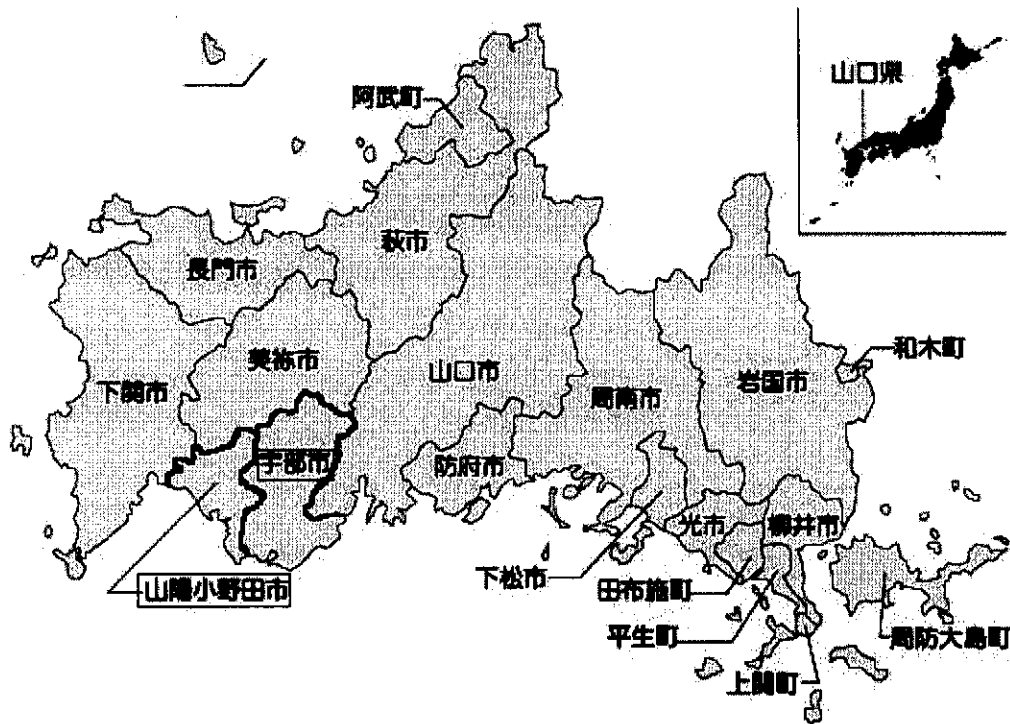 山口県
阿武町
萩市
長門市
美祢市
和木町
下関市
山口市
岩国市
周南市
宇部市
防府市
光市
柳井市
下松市
田布施町
山陽小野田市
平生町
周防大島町
上関町